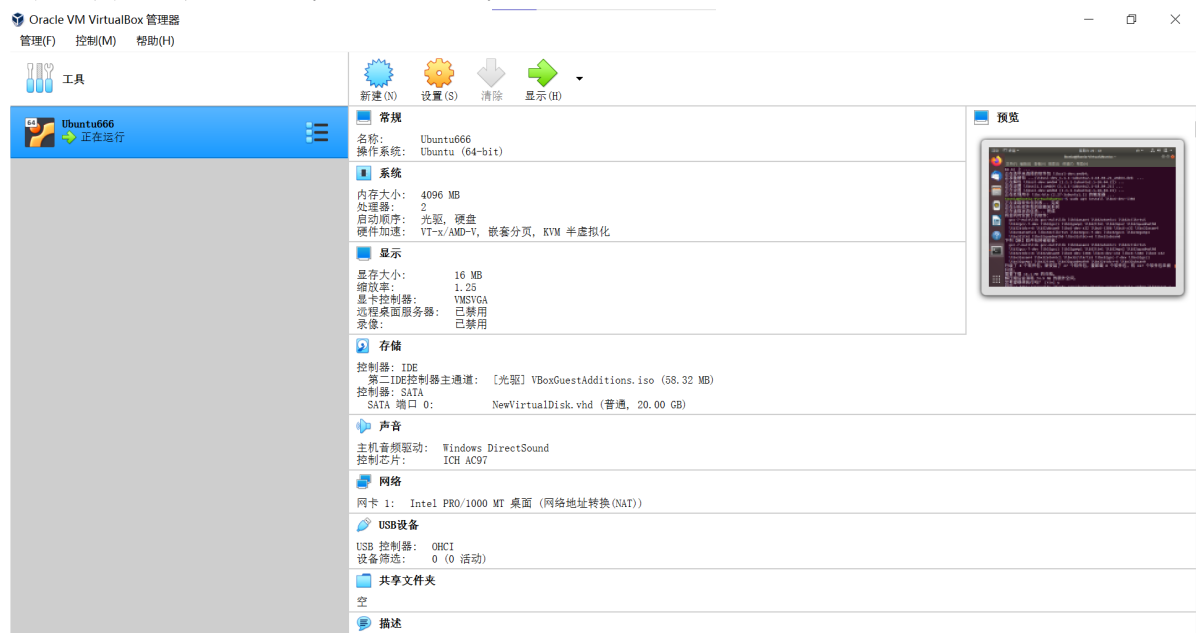 Oracle VM VirtualBox 管理器
管理(F) 控制(M) 帮助(H)
工具
新建(N) 设置(S) 清除 显示(H)
64
Ubuntu666
正在运行
常规
名称: Ubuntu666
操作系统: Ubuntu (64-bit)
系统
内存大小: 4096 MB
处理器: 2
启动顺序: 光驱, 硬盘
硬件加速: VT-x/AMD-V, 嵌套分页, KVM 半虚拟化
显示
显存大小: 16 MB
缩放率: 1.25
显卡控制器: VMSVGA
远程桌面服务器: 已禁用
录像: 已禁用
预览
存储
控制器: IDE
第二IDE控制器主通道: [光驱] VBoxGuestAdditions.iso (58.32 MB)
控制器: SATA
SATA 端口 0: NewVirtualDisk.vhd (普通, 20.00 GB)
声音
主机音频驱动: Windows DirectSound
控制芯片: ICH AC97
网络
网卡 1: Intel PRO/1000 MT 桌面 (网络地址转换(NAT))
USB设备
USB 控制器: OHCI
设备筛选: 0 (0 活动)
共享文件夹
空
描述